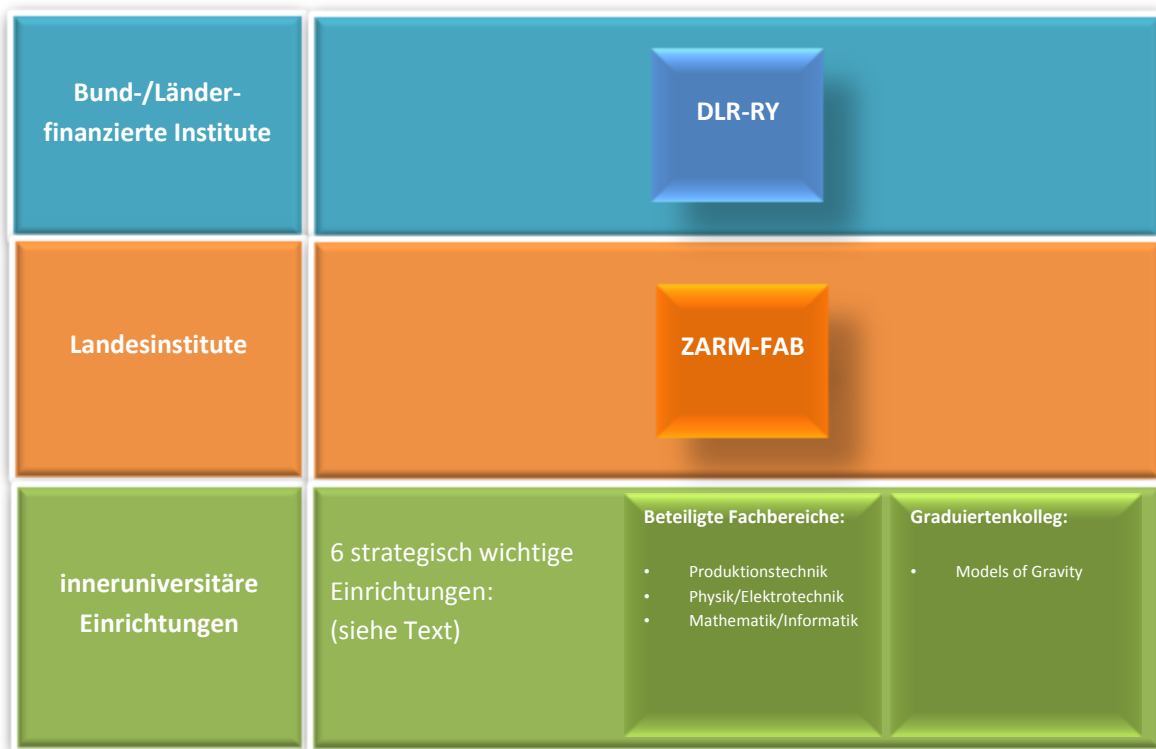 Bund-/Länder-
finanzierte Institute
DLR-RY
Landesinstitute
ZARM-FAB
inneruniversitäre
Einrichtungen
6 strategisch wichtige
Einrichtungen:
(siehe Text)
Beteiligte Fachbereiche:
• Produktionstechnik
• Physik/Elektrotechnik
• Mathematik/Informatik
Graduiertenkolleg:
• Models of Gravity